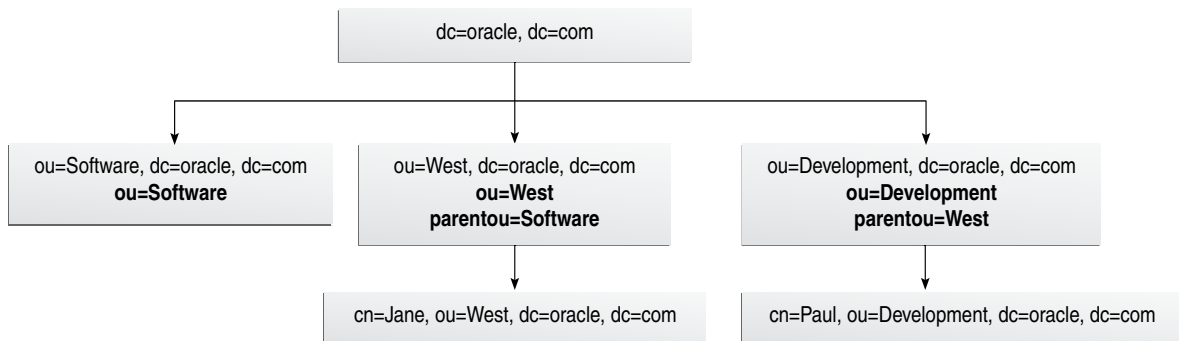 dc=oracle, dc=com
ou=Software, dc=oracle, dc=com
ou=Software
ou=West, dc=oracle, dc=com
ou=West
parentou=Software
ou=Development, dc=oracle, dc=com
ou=Development
parentou=West
cn=Jane, ou=West, dc=oracle, dc=com
cn=Paul, ou=Development, dc=oracle, dc=com